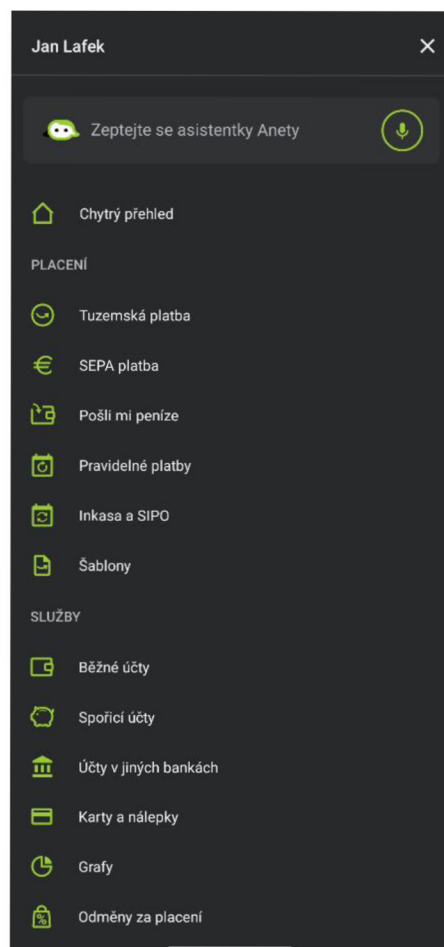 Jan Lafek
Zeptejte se asistentky Anety
Chytrý přehled
PLACENÍ
Tuzemská platba
SEPA platba
Pošli mi peníze
Pravidelné platby
Inkasa a SIPO
Šablony
SLUŽBY
Běžné účty
Spořicí účty
Účty v jiných bankách
Karty a nálepky
Grafy
Odměny za placení